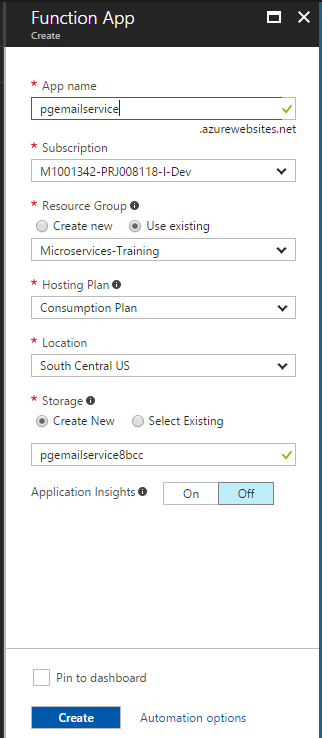 Function App
Create
* App name
pgemailservice
.azurewebsites.net
* Subscription
M1001342-PRJ008118-I-Dev
* Resource Group
Create new Use existing
Microservices-Training
* Hosting Plan
Consumption Plan
* Location
South Central US
* Storage
Create New Select Existing
pgemailservice8bcc
Application Insights On Off
Pin to dashboard
Create Automation options